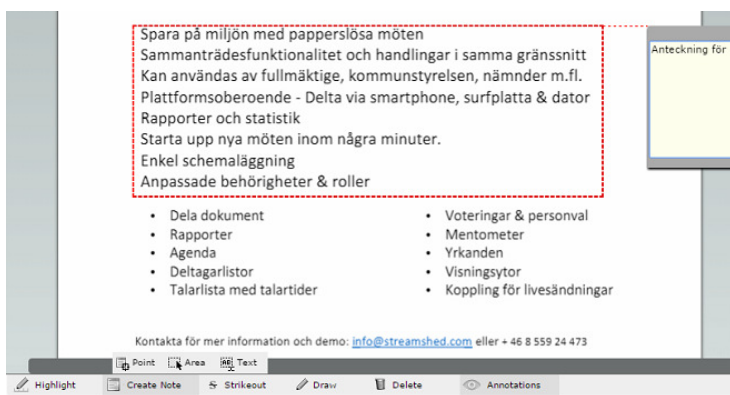 Spara på miljön med papperslösa möten
Sammanträdesfunktionalitet och handlingar i samma gränssnitt
Kan användas av fullmäktige, kommunstyrelsen, nämnder m.fl.
Plattformsoberoende - Delta via smartphone, surfplatta & dator
Rapporter och statistik
Starta upp nya möten inom några minuter.
Enkel schemaläggning
Anpassade behörigheter & roller
Anteckning för
• Dela dokument
• Rapporter
• Agenda
• Deltagarlistor
• Talarlista med talartider
• Voteringar & personval
• Mentometer
• Yrkanden
• Visningsytor
• Koppling för livesändningar
Kontakta för mer information och demo: info@streamshed.com eller + 46 8 559 24 473
Point Area Text
Highlight Create Note Strikeout Draw Delete Annotations